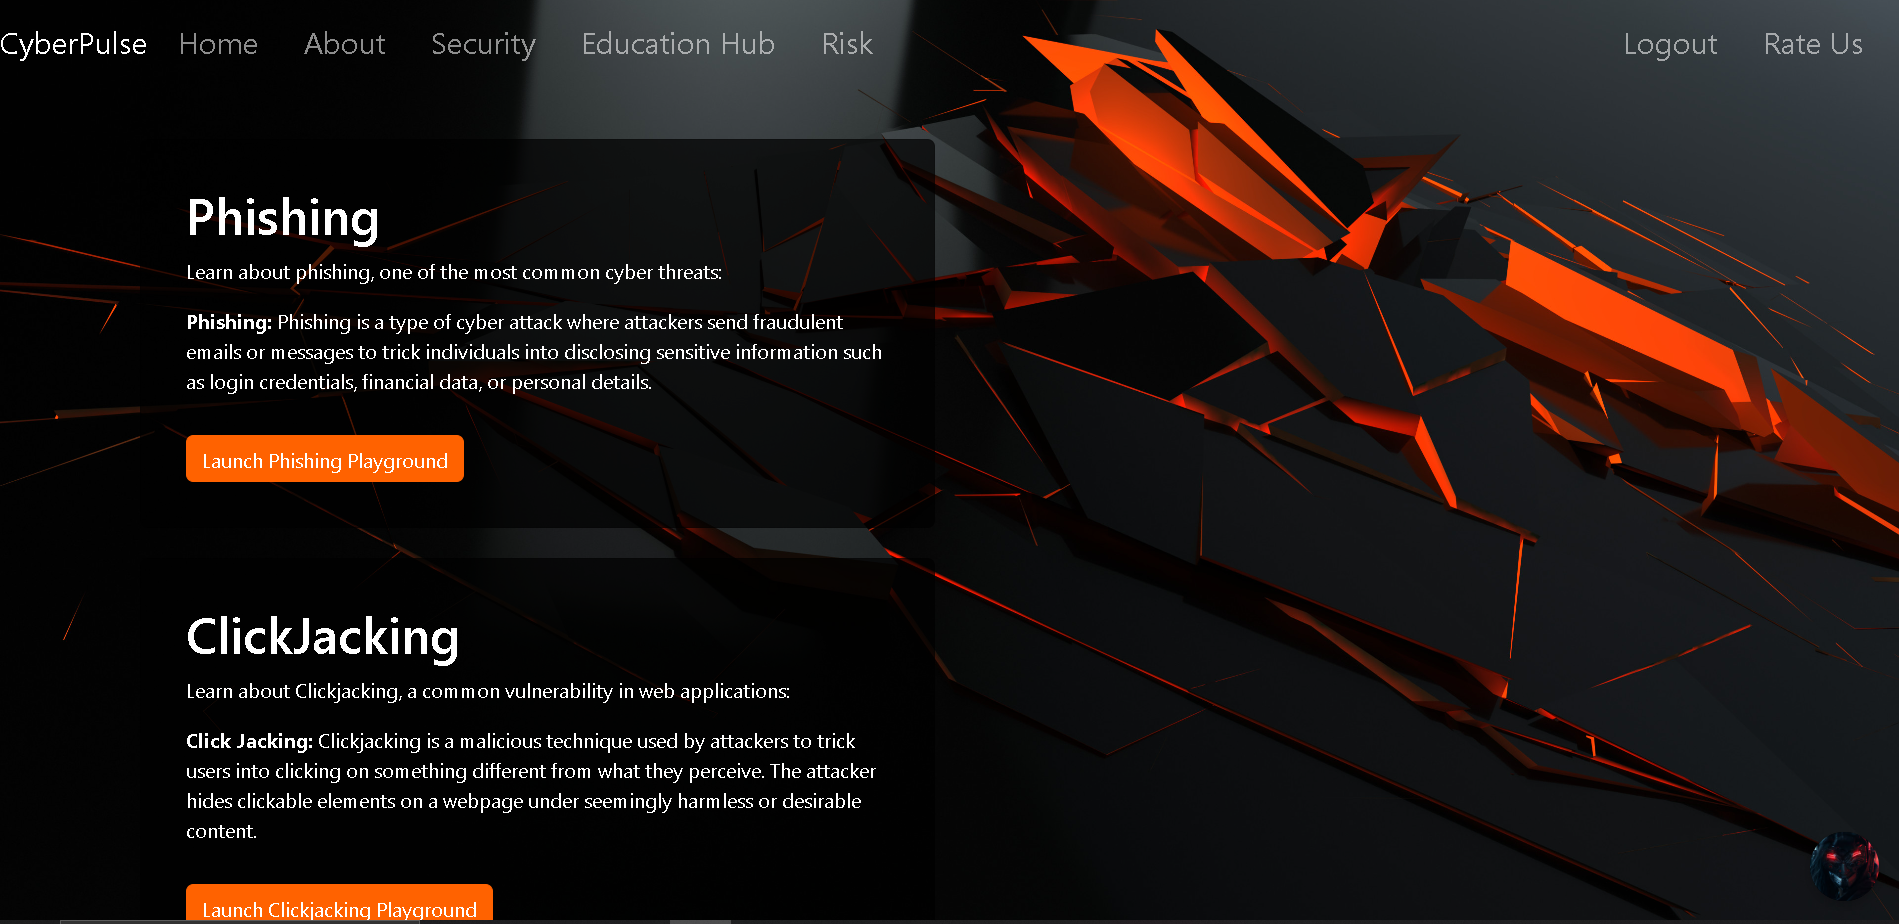 CyberPulse Home About Security Education Hub Risk Logout Rate Us
Phishing
Learn about phishing, one of the most common cyber threats:
Phishing: Phishing is a type of cyber attack where attackers send fraudulent
emails or messages to trick individuals into disclosing sensitive information such
as login credentials, financial data, or personal details.
Launch Phishing Playground
ClickJacking
Learn about Clickjacking, a common vulnerability in web applications:
Click Jacking: Clickjacking is a malicious technique used by attackers to trick
users into clicking on something different from what they perceive. The attacker
hides clickable elements on a webpage under seemingly harmless or desirable
content.
Launch Clickjacking Playground